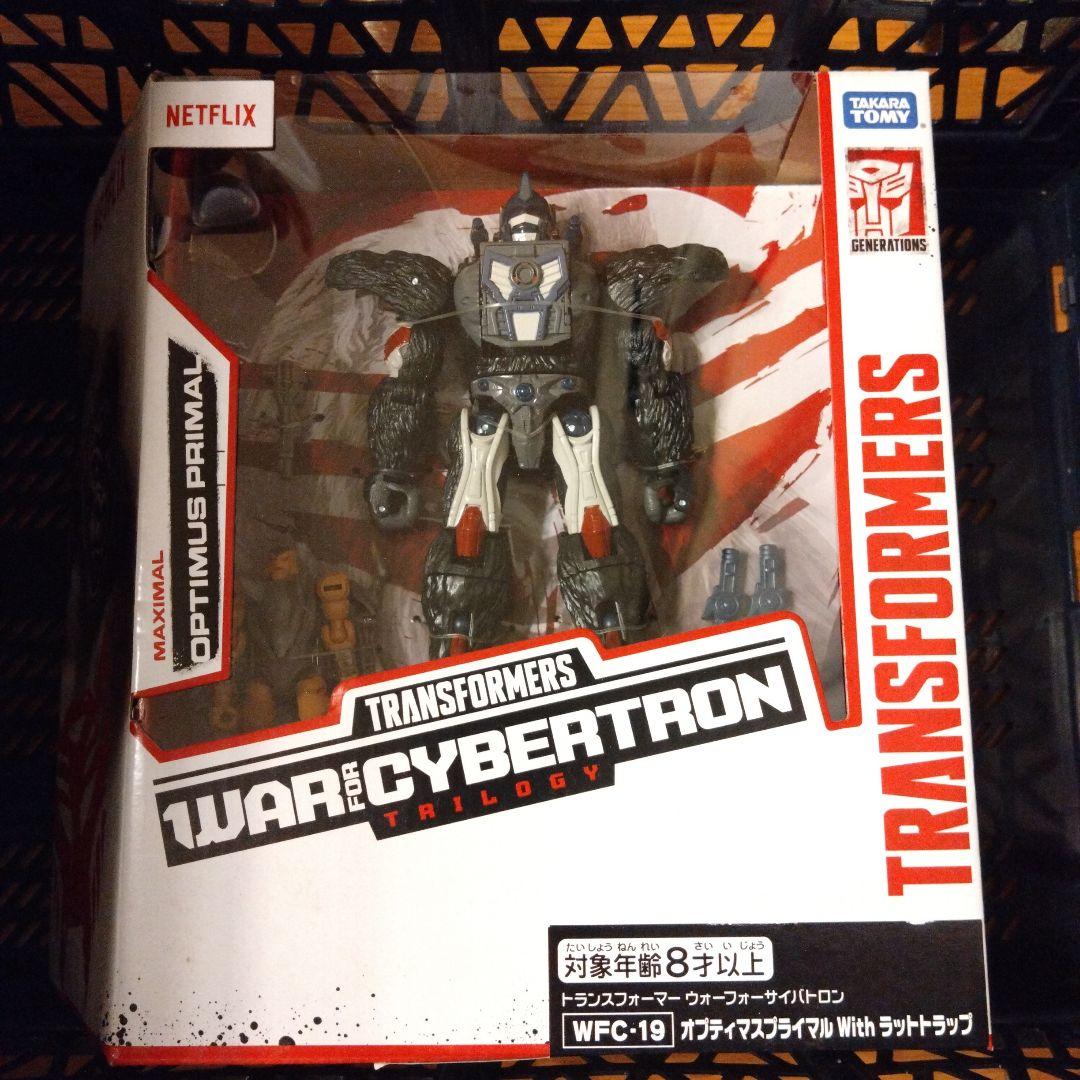 NETFLIX
TAKARA
TOMY
GENERATIONS
MAXIMAL
OPTIMUS PRIMAL
TRANSFORMERS
TRANSFORMERS
WAR FOR CYBERTRON
TRILOGY
たいしょう ねん れい さい い じょう
対象年齢8才以上
トランスフォーマー ウォーフォーサイバトロン
WFC-19 オプティマスプライマル With ラットトラップ